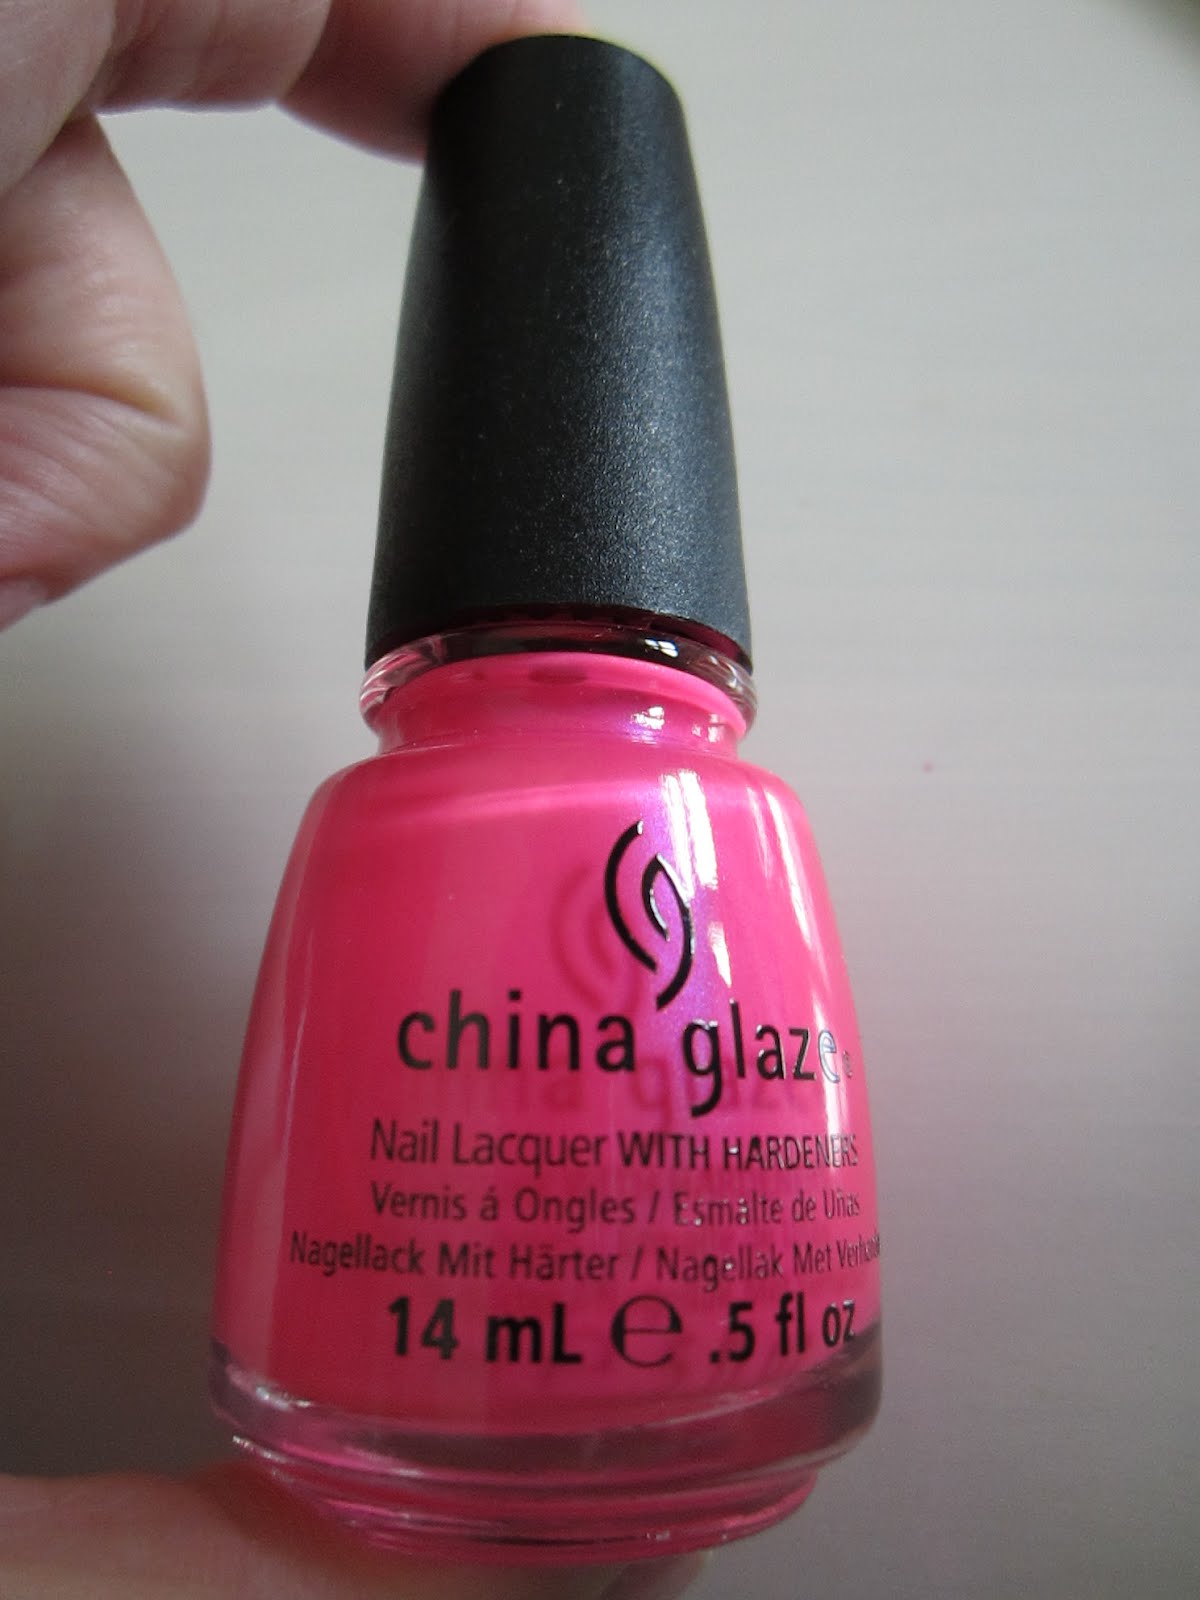 china glaze®
Nail Lacquer WITH HARDENERS
Vernis á Ongles / Esmalte de Uñas
Nagellack Mit Härter / Nagellak Met
14 mL ℮ .5 fl oz